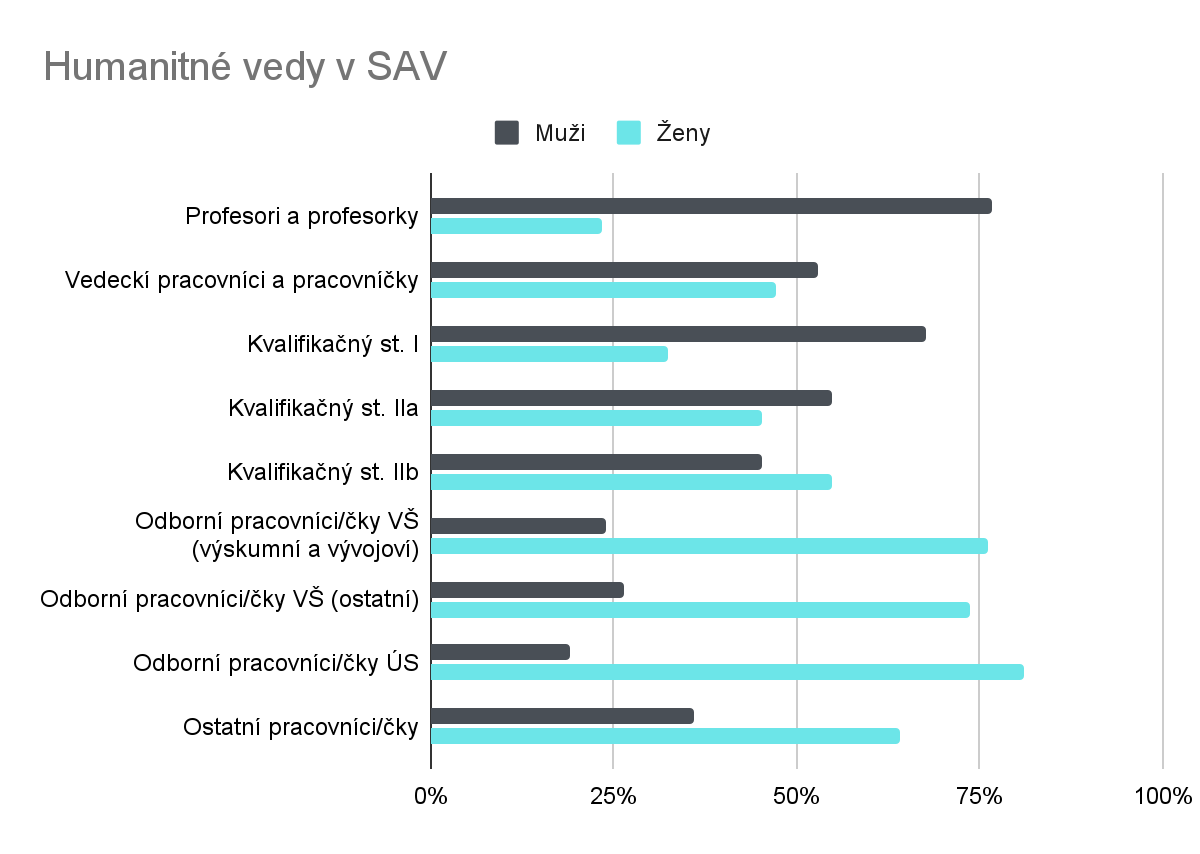 Humanitné vedy v SAV
Muži
Ženy
Profesori a profesorky
Vedeckí pracovníci a pracovníčky
Kvalifikačný st. I
Kvalifikačný st. IIa
Kvalifikačný st. IIb
Odborní pracovníci/čky VŠ
(výskumní a vývojoví)
Odborní pracovníci/čky VŠ (ostatní)
Odborní pracovníci/čky ÚS
Ostatní pracovníci/čky
0%
25%
50%
75%
100%